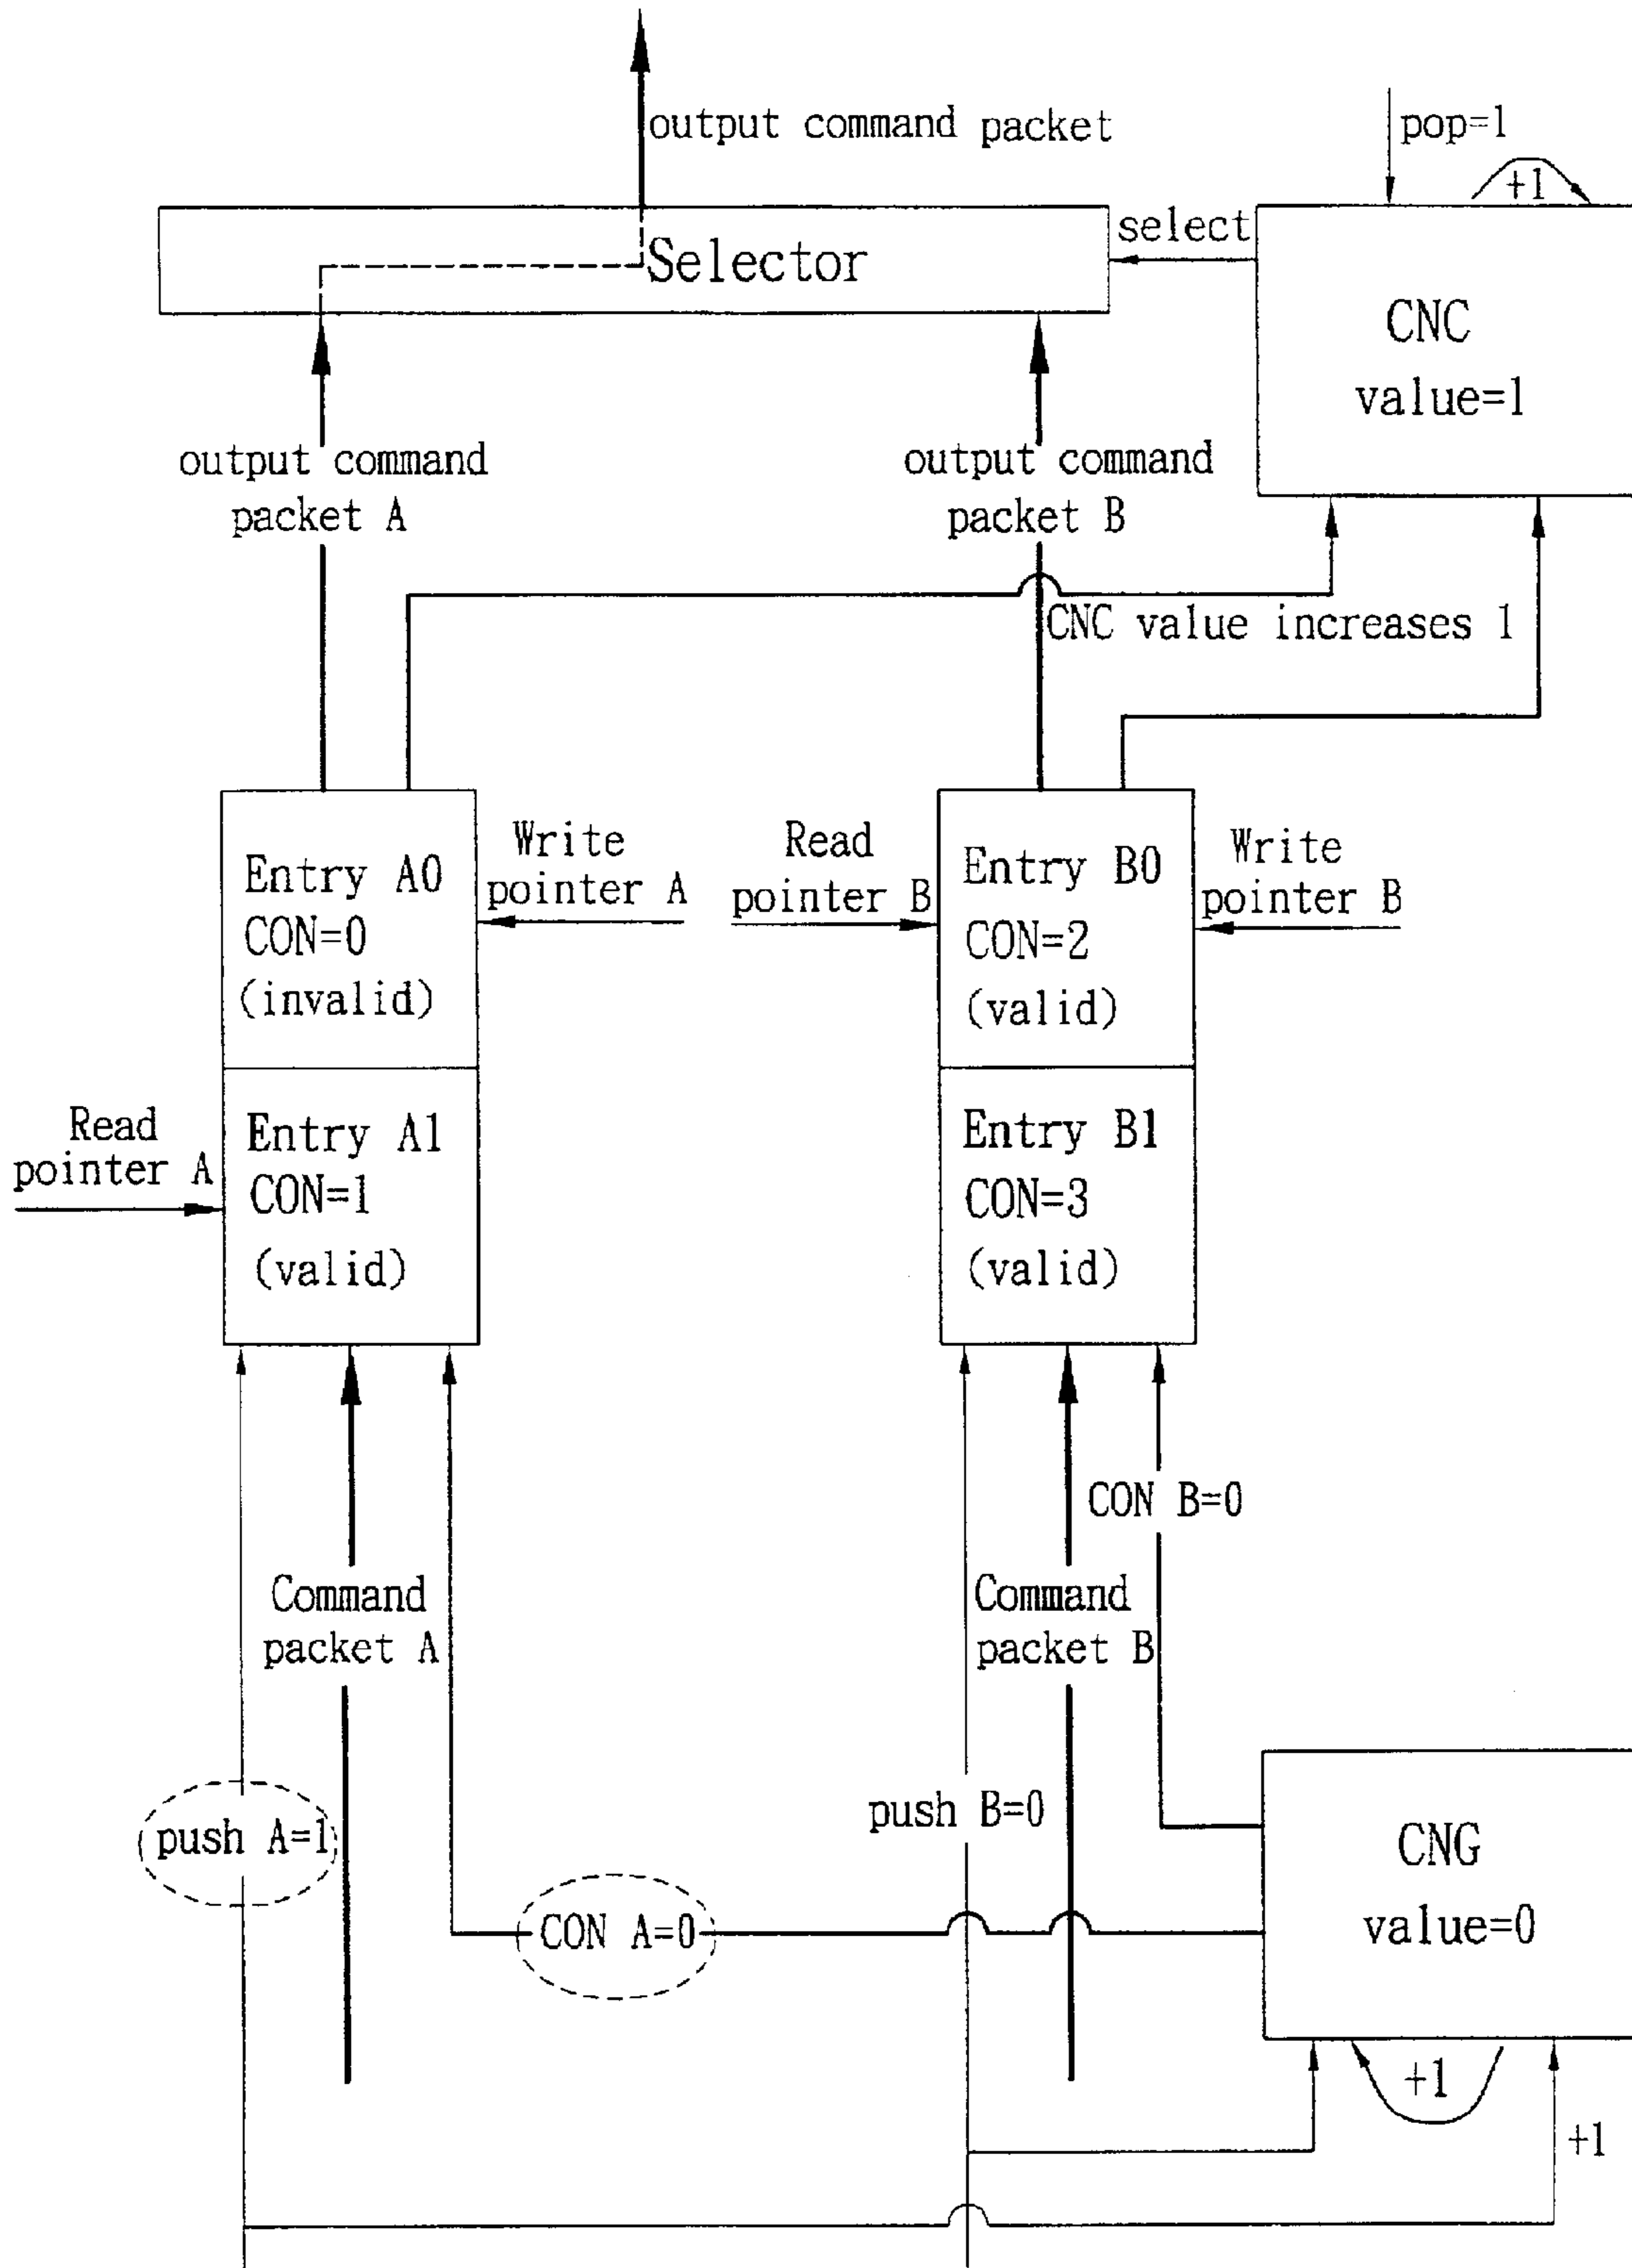 output command packet
pop=1
+1
select
Selector
CNC
value=1
output command
packet A
output command
packet B
CNC value increases 1
Entry A0
CON=0
(invalid)
Write
pointer A
Read
pointer B
Entry B0
CON=2
(valid)
Write
pointer B
Read
pointer A
Entry A1
CON=1
(valid)
Entry B1
CON=3
(valid)
CON B=0
Command
packet A
Command
packet B
push A=1
push B=0
CON A=0
CNG
value=0
+1
+1